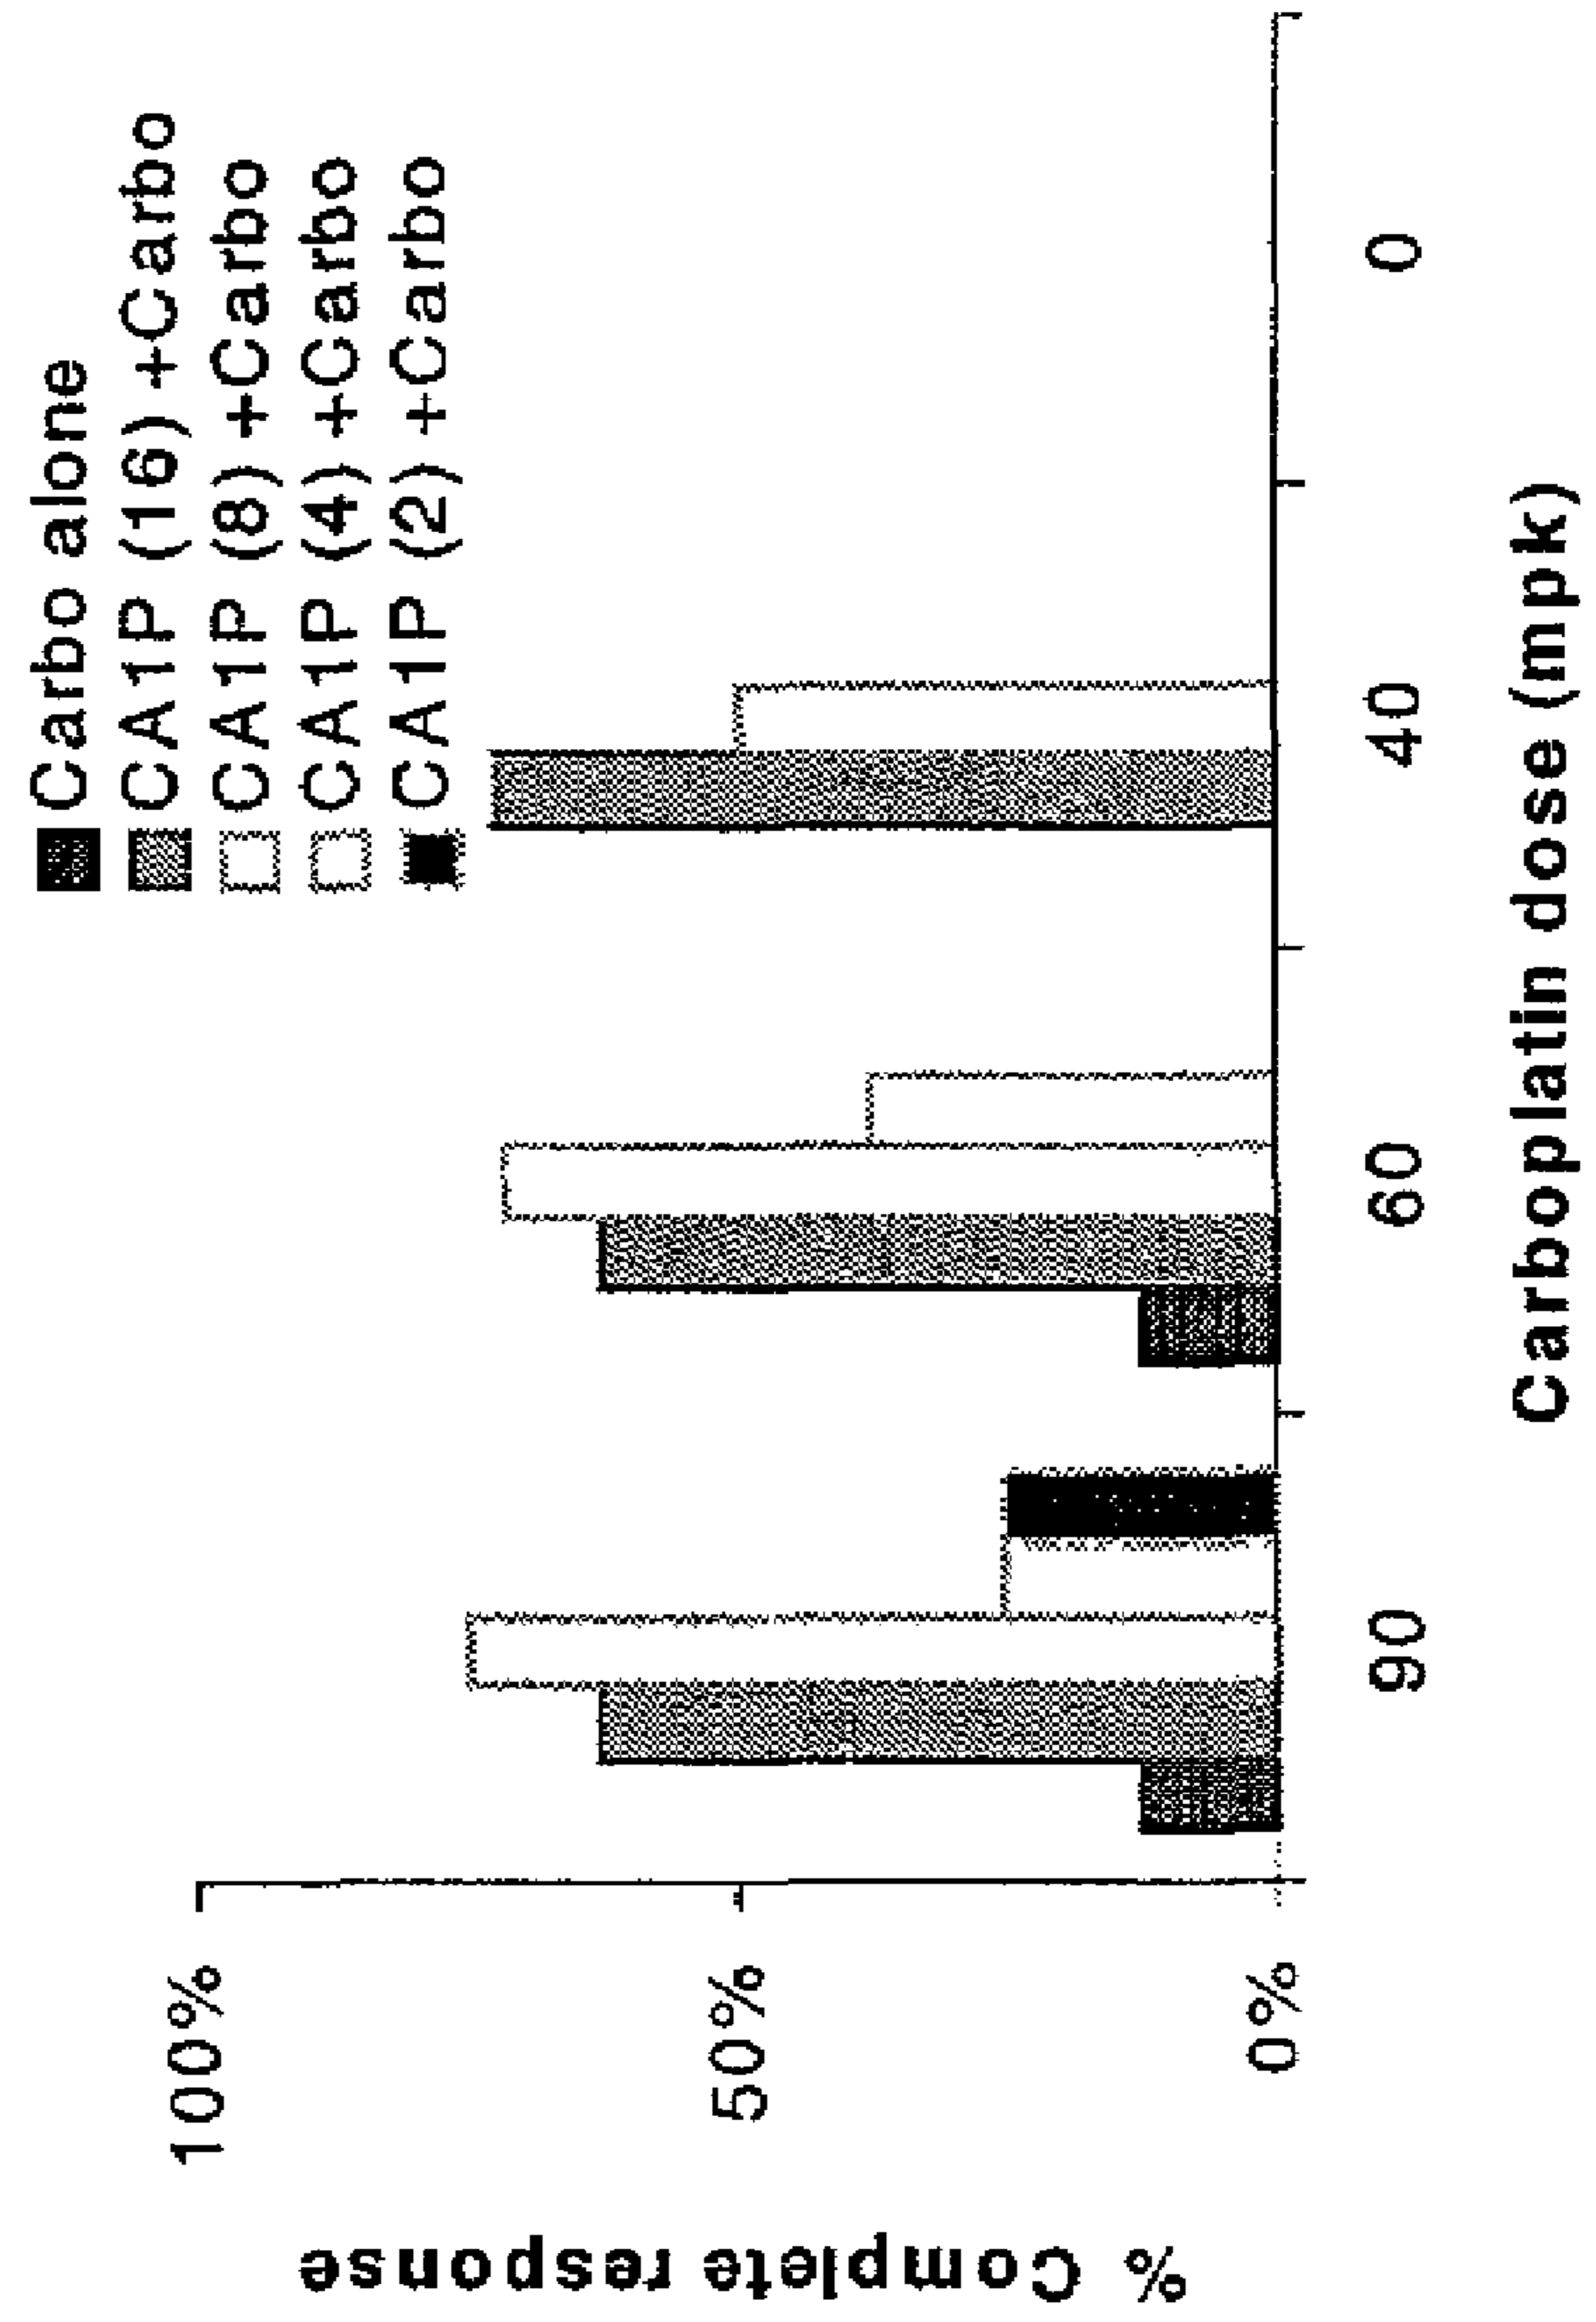 Carbo alone
CA1P (16) +Carbo
CA1P (8) +Carbo
CA1P (4) +Carbo
CA1P (2) +Carbo
100%
50%
0%
% Complete response
90 60 40 0
Carboplatin dose (mpk)